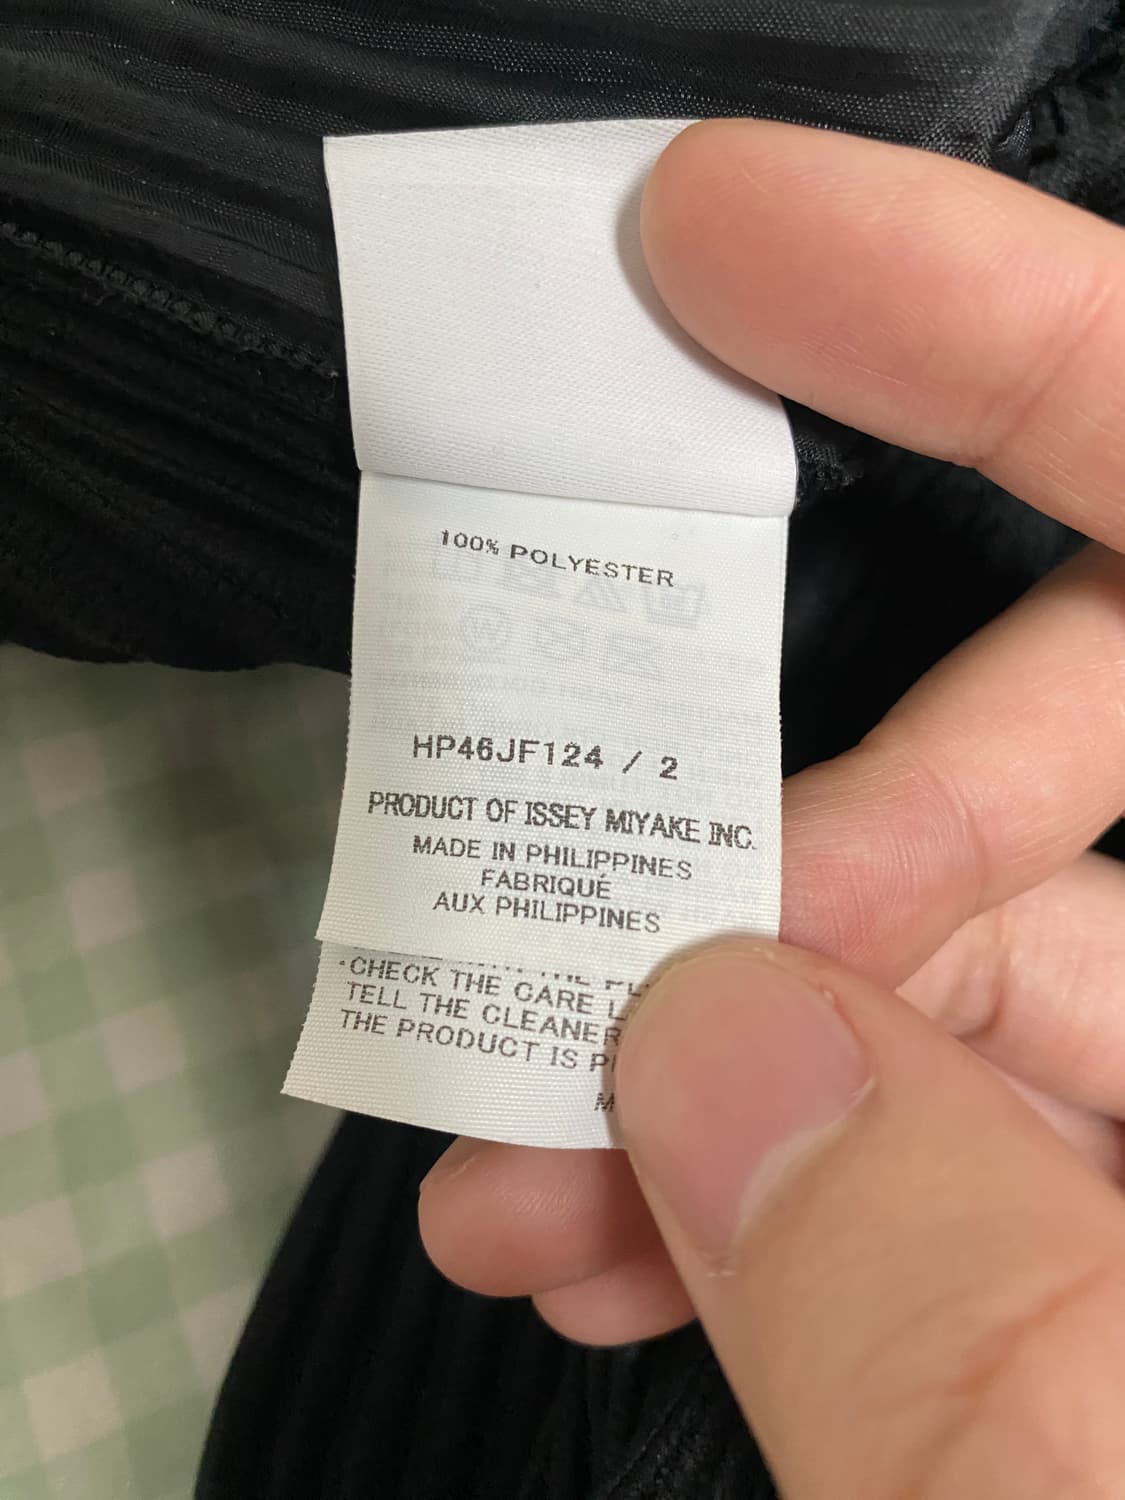 100% POLYESTER
HP46JF124 / 2
PRODUCT OF ISSEY MIYAKE INC.
MADE IN PHILIPPINES
FABRIQUÉ
AUX PHILIPPINES
·CHECK THE CARE
TELL THE CLEANER
THE PRODUCT IS